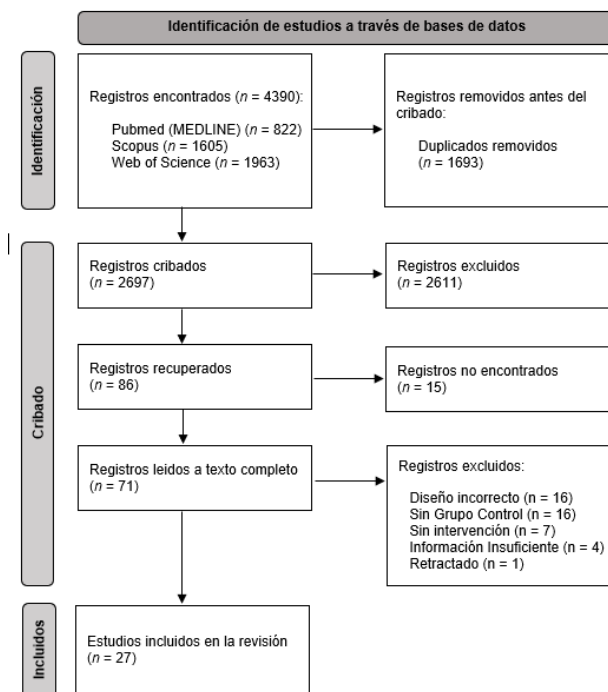 Identificación de estudios a través de bases de datos
Identificación
Registros encontrados (n = 4390):
Pubmed (MEDLINE) (n = 822)
Scopus (n = 1605)
Web of Science (n = 1963)
Registros removidos antes del
cribado:
Duplicados removidos
(n = 1693)
Cribado
Registros cribados
(n = 2697)
Registros excluidos
(n = 2611)
Registros recuperados
(n = 86)
Registros no encontrados
(n = 15)
Registros leidos a texto completo
(n = 71)
Registros excluidos:
Diseño incorrecto (n = 16)
Sin Grupo Control (n = 16)
Sin intervención (n = 7)
Información Insuficiente (n = 4)
Retractado (n = 1)
Incluidos
Estudios incluidos en la revisión
(n = 27)